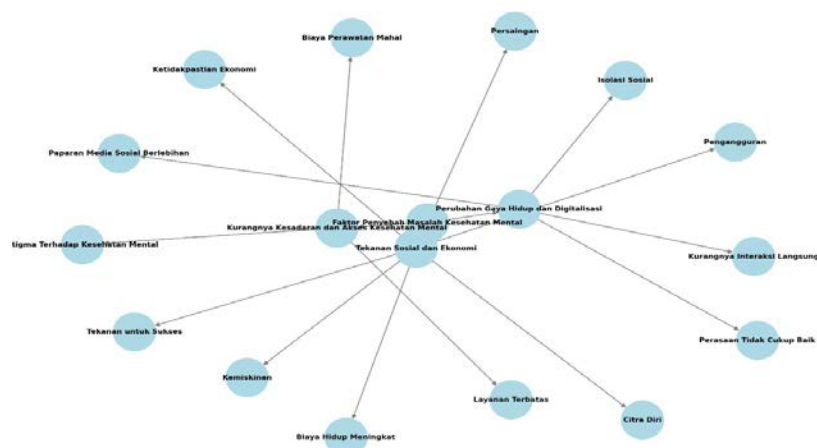 Persaingan
Biaya Perawatan Mahal
Ketidakpastian Ekonomi
Isolasi Sosial
Pengangguran
Paparan Media Sosial Berlebihan
Perubahan Gaya Hidup dan Digitalisasi
Faktor Penyebab Masalah Kesehatan Mental
Kurangnya Kesadaran dan Akses Kesehatan Mental
tigma Terhadap Kesehatan Mental
Tekanan Sosial dan Ekonomi
Kurangnya Interaksi Langsung
Tekanan untuk Sukses
Perasaan Tidak Cukup Baik
Kemiskinan
Layanan Terbatas
Citra Diri
Biaya Hidup Meningkat